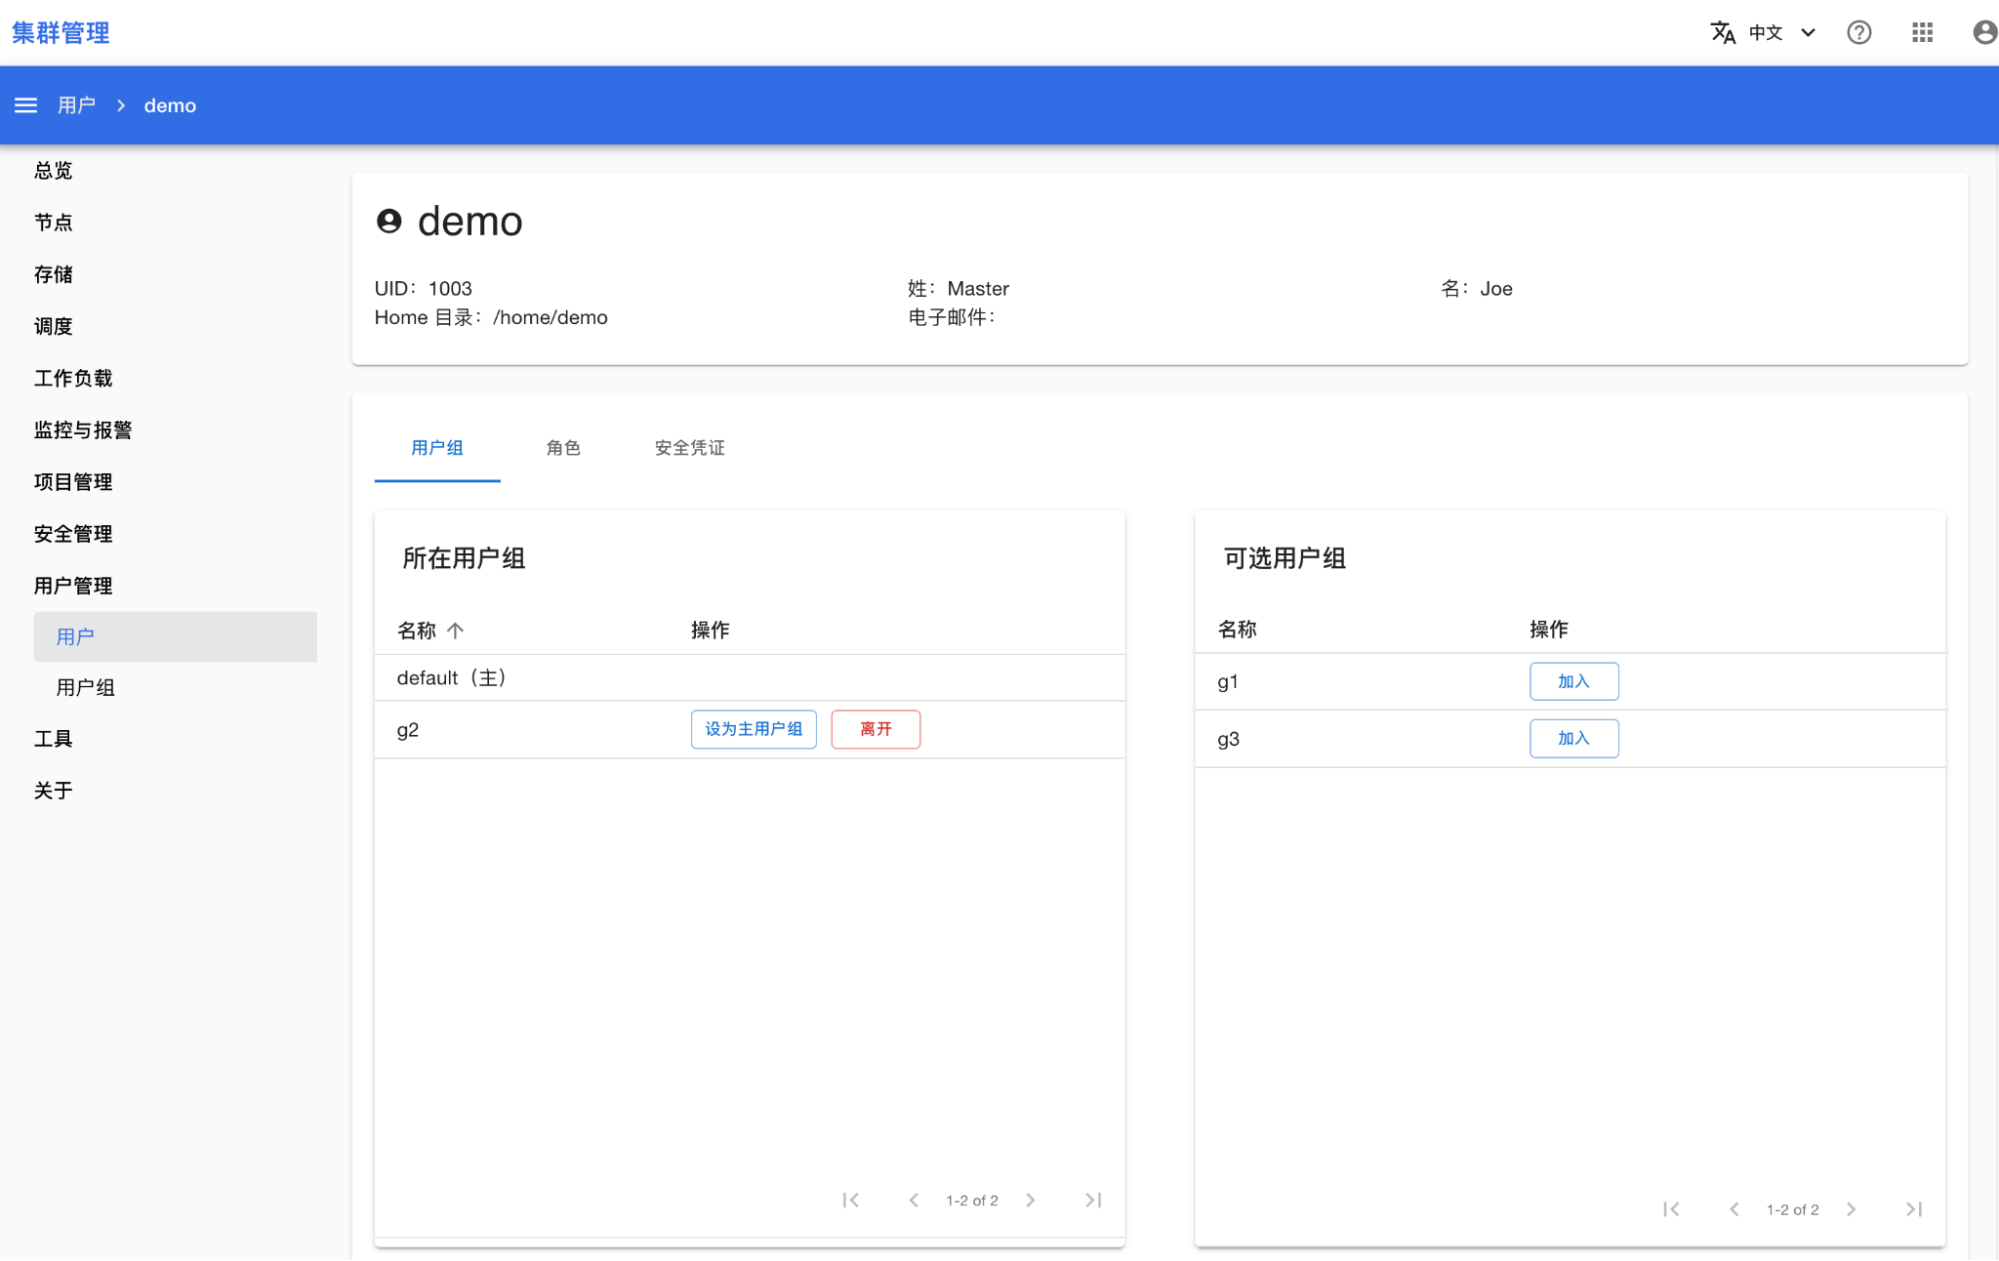 集群管理
中文
用户 demo
总览
节点
存储
调度
工作负载
监控与报警
项目管理
安全管理
用户管理
用户
用户组
工具
关于
demo
UID：1003
姓：Master
名：Joe
Home 目录：/home/demo
电子邮件：
用户组 角色 安全凭证
所在用户组
名称 操作
default（主）
g2 设为主用户组 离开
1-2 of 2
可选用户组
名称 操作
g1 加入
g3 加入
1-2 of 2